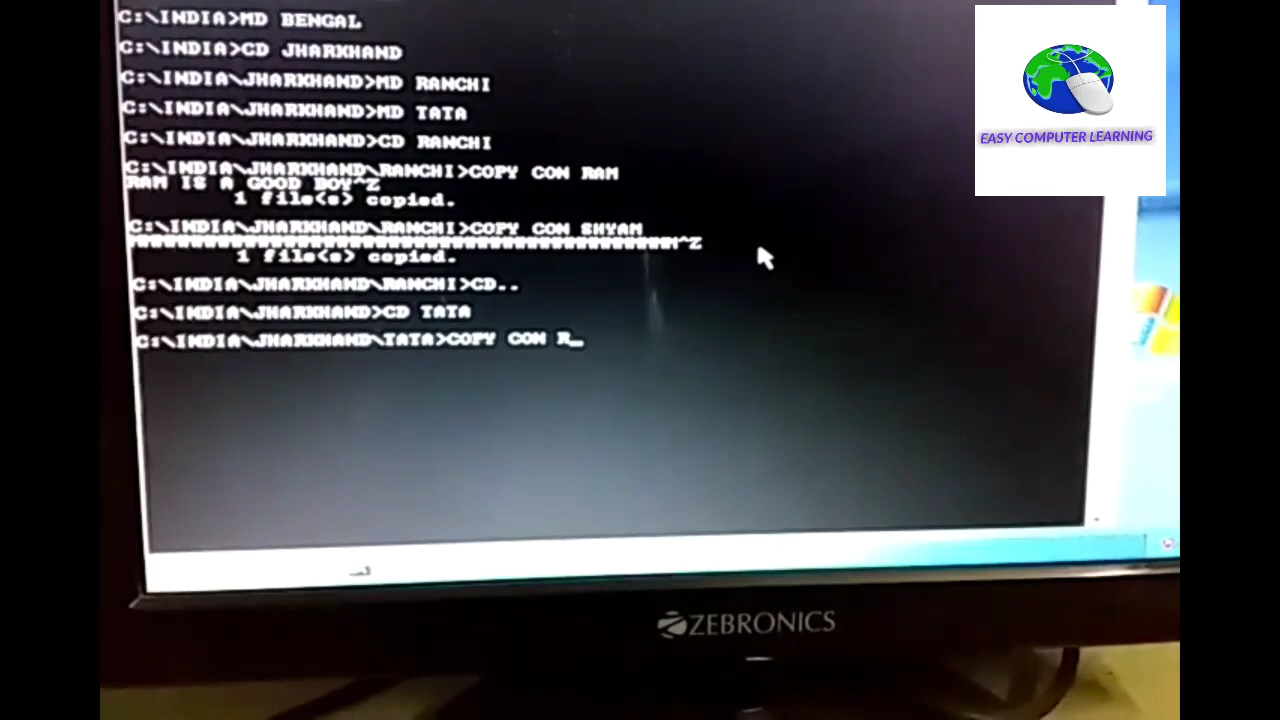 C:\INDIA>MD BENGAL
C:\INDIA>CD JHARKHAND
C:\INDIA\JHARKHAND>MD RANCHI
C:\INDIA\JHARKHAND>MD TATA
C:\INDIA\JHARKHAND>CD RANCHI
C:\INDIA\JHARKHAND\RANCHI>COPY CON RAM
RAM IS A GOOD BOY^Z
1 file(s) copied.
C:\INDIA\JHARKHAND\RANCHI>COPY CON SHYAM
^Z
1 file(s) copied.
C:\INDIA\JHARKHAND\RANCHI>CD..
C:\INDIA\JHARKHAND>CD TATA
C:\INDIA\JHARKHAND\TATA>COPY CON R_
EASY COMPUTER LEARNING
ZEBRONICS